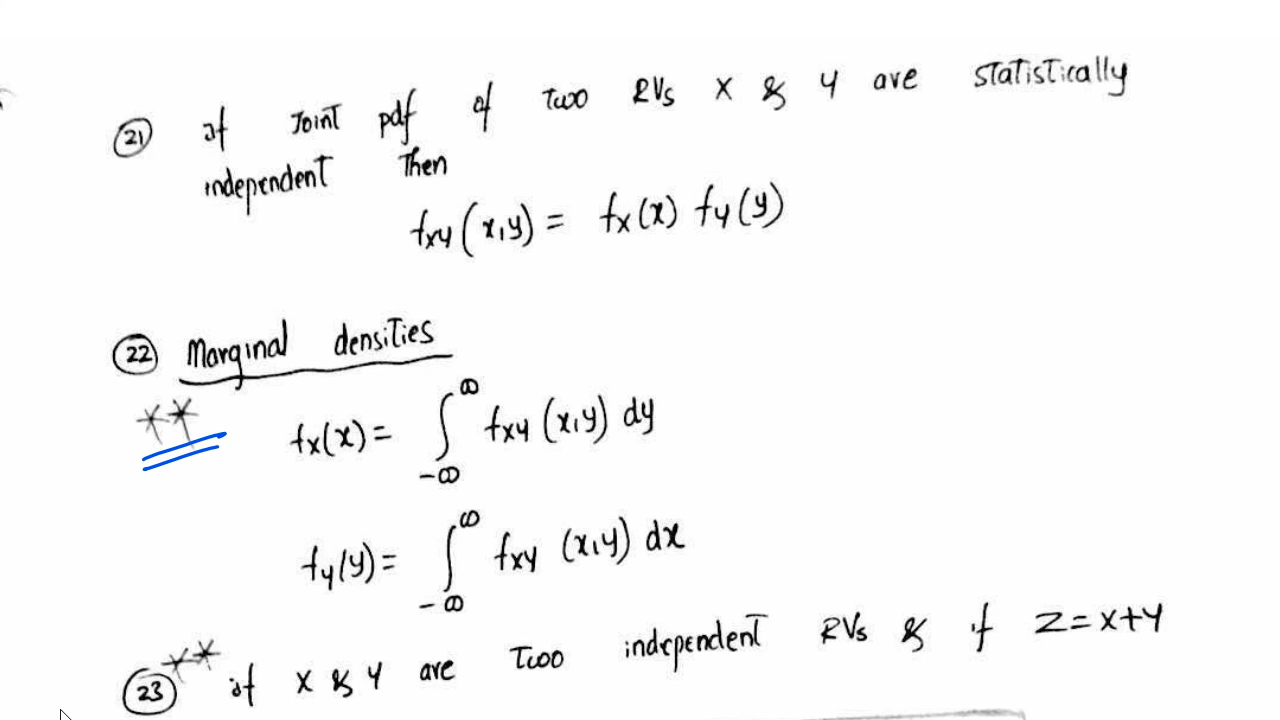 (21) if Joint pdf of Two RVs X & Y are statistically
independent Then
fxy(x,y) = fx(x) fy(y)
(22) Marginal densities
** fx(x) = ∫_{-∞}^{∞} fxy(x,y) dy
fy(y) = ∫_{-∞}^{∞} fxy(x,y) dx
(23) ** if X & Y are Two independent RVs & if Z=X+Y